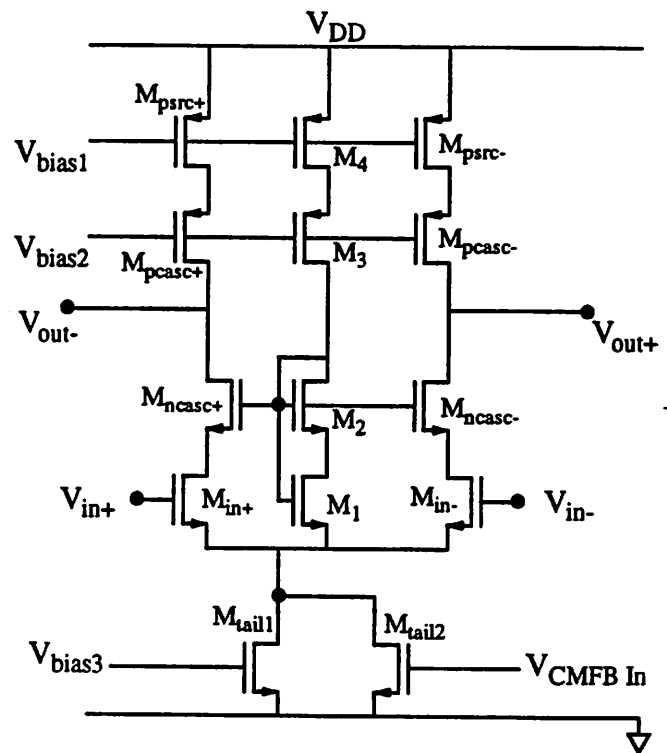 V_DD
M_psrc+
V_bias1
M_4
M_psrc-
V_bias2
M_pcasc+
M_3
M_pcasc-
V_out-
V_out+
M_ncasc+
M_2
M_ncasc-
V_in+
M_in+
M_1
M_in-
V_in-
M_tail1
M_tail2
V_bias3
V_CMFB In